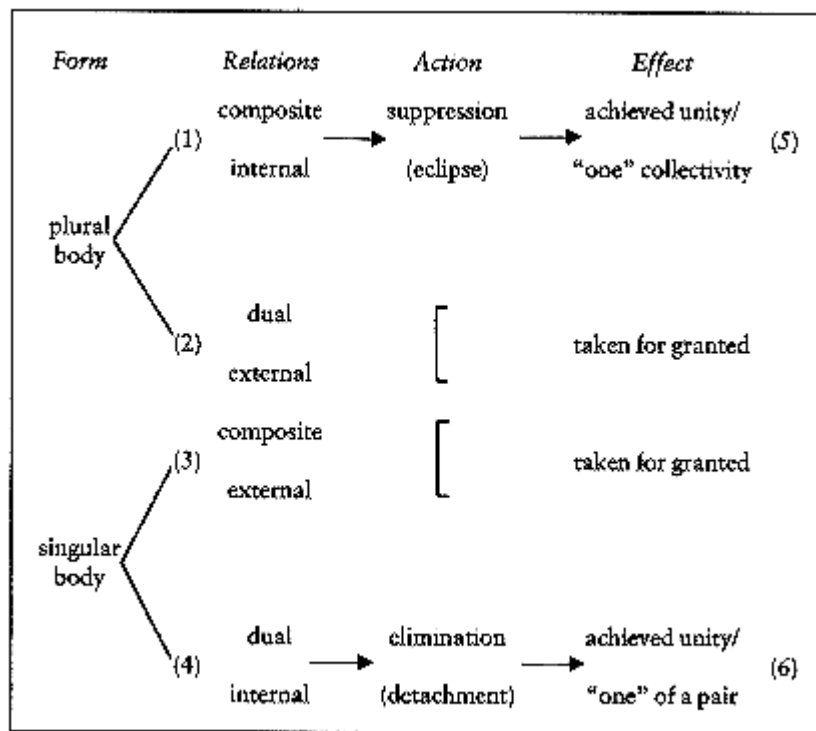 Form Relations Action Effect
composite suppression achieved unity/
(1) (5)
internal (eclipse) "one" collectivity
plural
body
dual
(2) taken for granted
external
composite
(3) taken for granted
external
singular
body
dual elimination achieved unity/
(4) (6)
internal (detachment) "one" of a pair